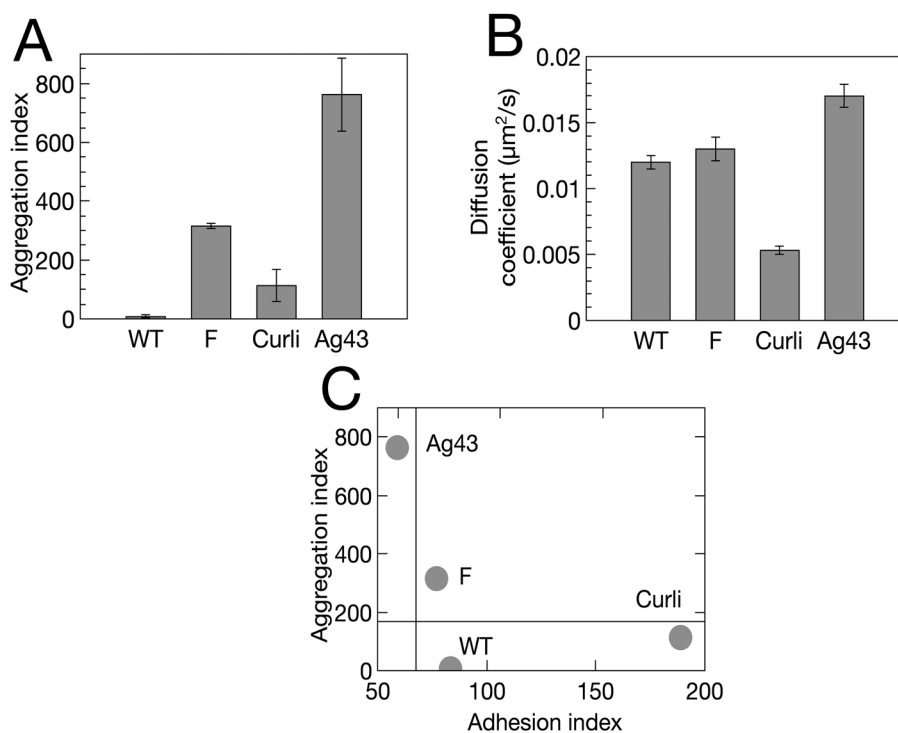 A
Aggregation index
800
600
400
200
0
WT F Curli Ag43
B
Diffusion
coefficient (μm²/s)
0.02
0.015
0.01
0.005
0
WT F Curli Ag43
C
Aggregation index
800
600
400
200
0
Ag43
F
Curli
WT
50 100 150 200
Adhesion index